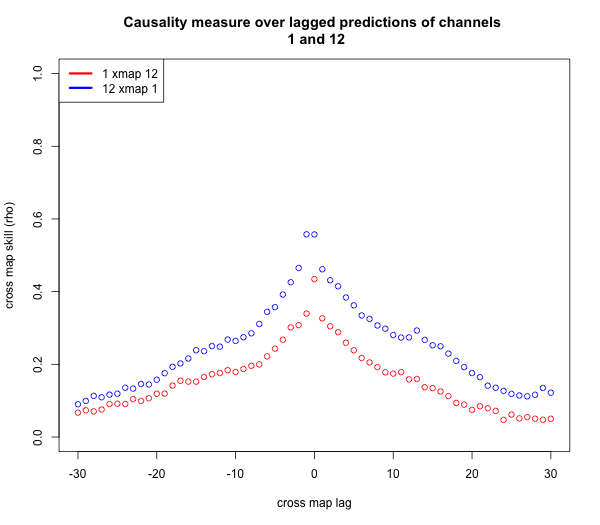 Causality measure over lagged predictions of channels
1 and 12
1 xmap 12
12 xmap 1
cross map skill (rho)
1.0
0.8
0.6
0.4
0.2
0.0
-30 -20 -10 0 10 20 30
cross map lag